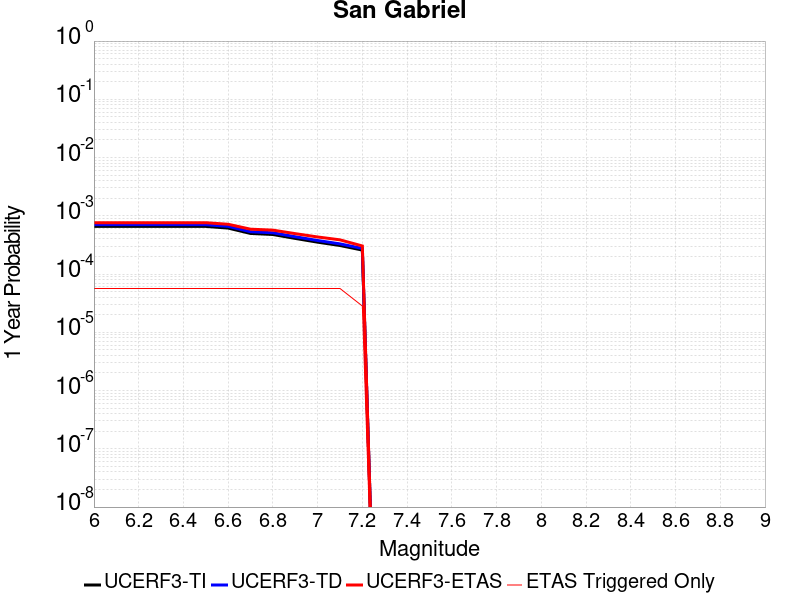 San Gabriel
10^0
10^-1
10^-2
10^-3
10^-4
10^-5
10^-6
10^-7
10^-8
1 Year Probability
6 6.2 6.4 6.6 6.8 7 7.2 7.4 7.6 7.8 8 8.2 8.4 8.6 8.8 9
Magnitude
UCERF3-TI UCERF3-TD UCERF3-ETAS ETAS Triggered Only